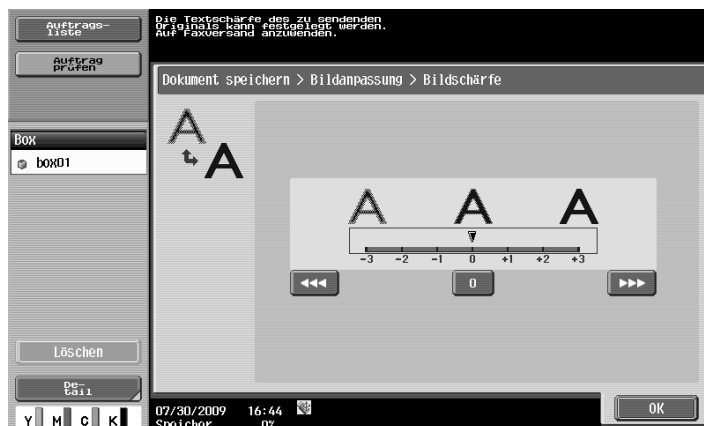 Auftrags-
liste
Auftrag
prüfen
Die Textschärfe des zu sendenden
Originals kann festgelegt werden.
Auf Faxversand anzuwenden.
Dokument speichern > Bildanpassung > Bildschärfe
Box
box01
A
A
A A A
-3 -2 -1 0 +1 +2 +3
0
Löschen
De-
tail
Y M C K
07/30/2009 16:44
Speicher 0%
OK